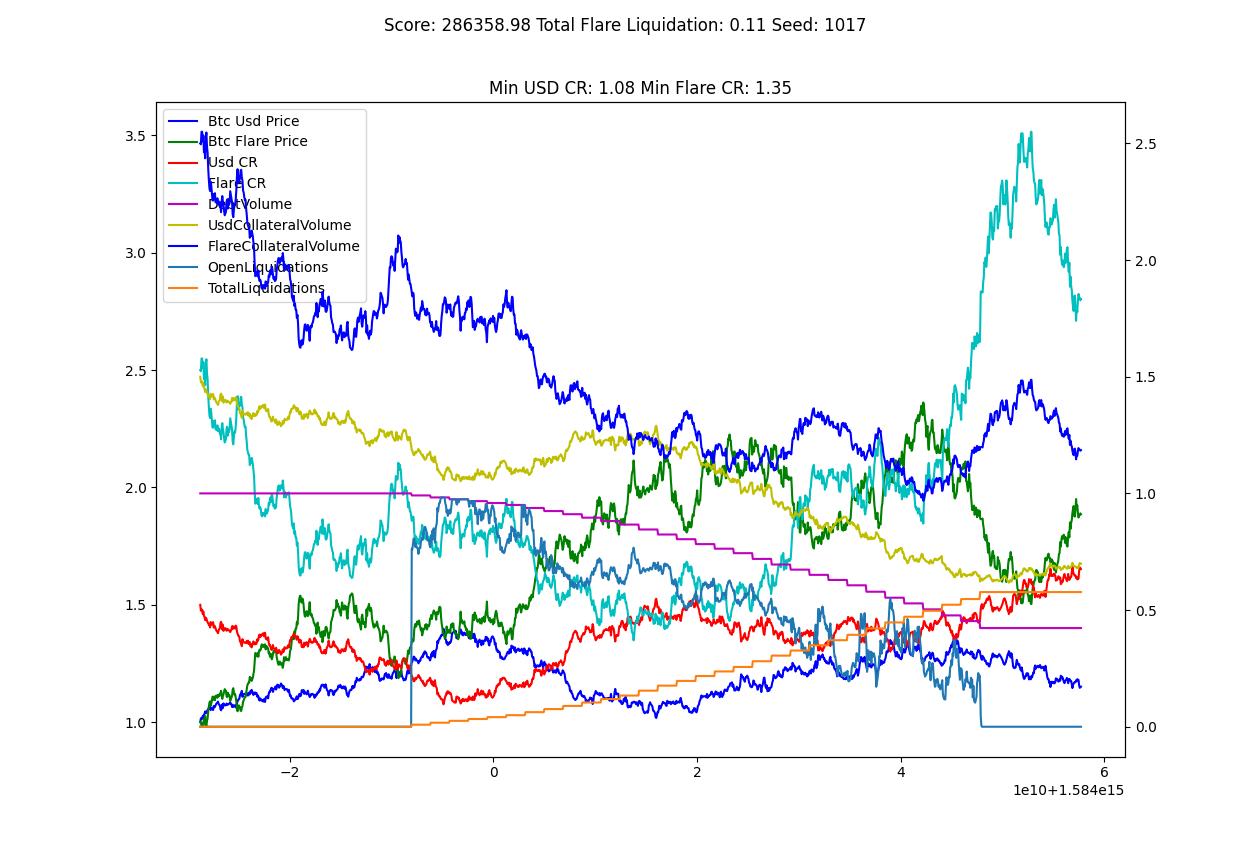 Score: 286358.98 Total Flare Liquidation: 0.11 Seed: 1017
Min USD CR: 1.08 Min Flare CR: 1.35
Btc Usd Price
Btc Flare Price
Usd CR
Flare CR
DebtVolume
UsdCollateralVolume
FlareCollateralVolume
OpenLiquidations
TotalLiquidations
3.5
3.0
2.5
2.0
1.5
1.0
2.5
2.0
1.5
1.0
0.5
0.0
−2
0
2
4
6
1e10+1.584e15